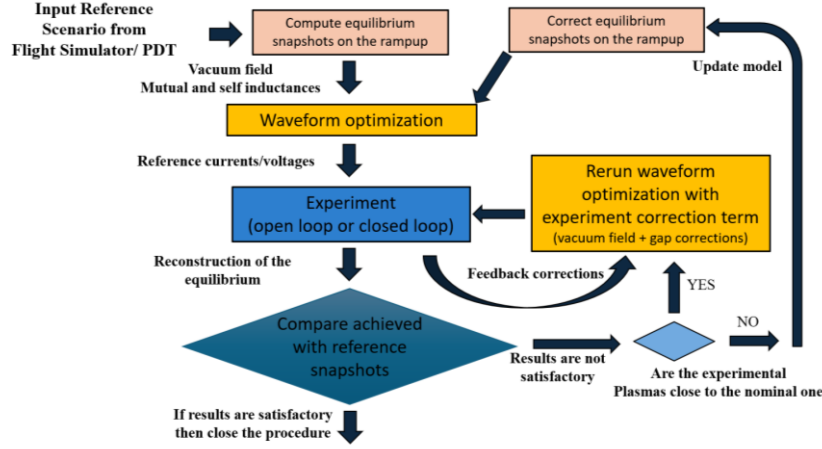 Input Reference
Scenario from
Flight Simulator/ PDT
Compute equilibrium
snapshots on the rampup
Correct equilibrium
snapshots on the rampup
Update model
Vacuum field
Mutual and self inductances
Waveform optimization
Reference currents/voltages
Experiment
(open loop or closed loop)
Rerun waveform
optimization with
experiment correction term
(vacuum field + gap corrections)
Reconstruction of the
equilibrium
Feedback corrections
YES
Compare achieved
with reference
snapshots
NO
Results are not
satisfactory
Are the experimental
Plasmas close to the nominal one
If results are satisfactory
then close the procedure